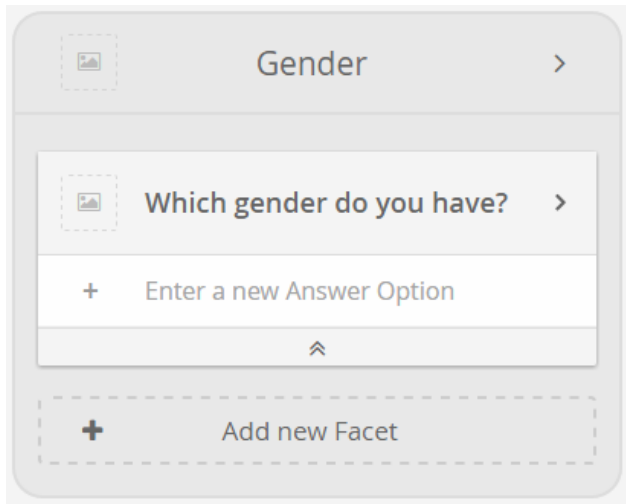 Gender
Which gender do you have?
+ Enter a new Answer Option
+ Add new Facet